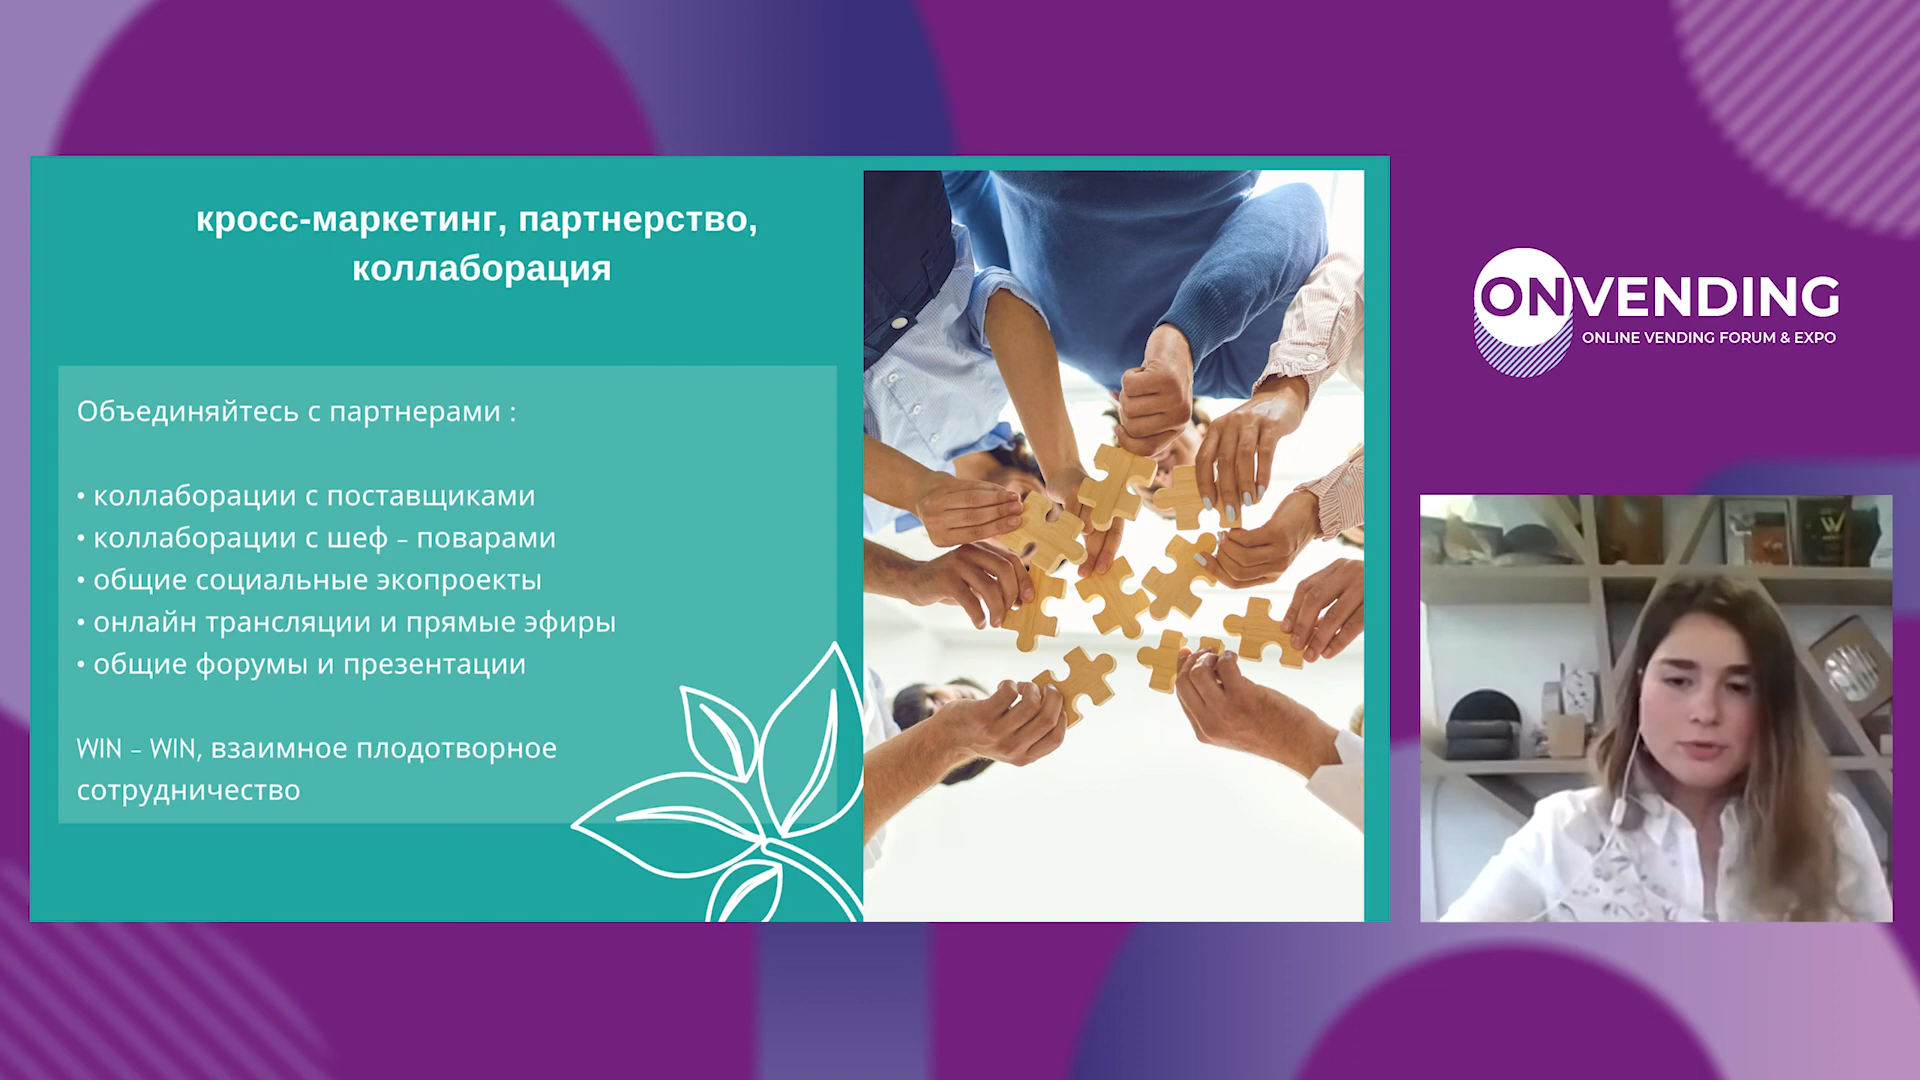 кросс-маркетинг, партнерство,
коллаборация
Объединяйтесь с партнерами :
• коллаборации с поставщиками
• коллаборации с шеф – поварами
• общие социальные экопроекты
• онлайн трансляции и прямые эфиры
• общие форумы и презентации
WIN – WIN, взаимное плодотворное
сотрудничество
ONVENDING
ONLINE VENDING FORUM & EXPO